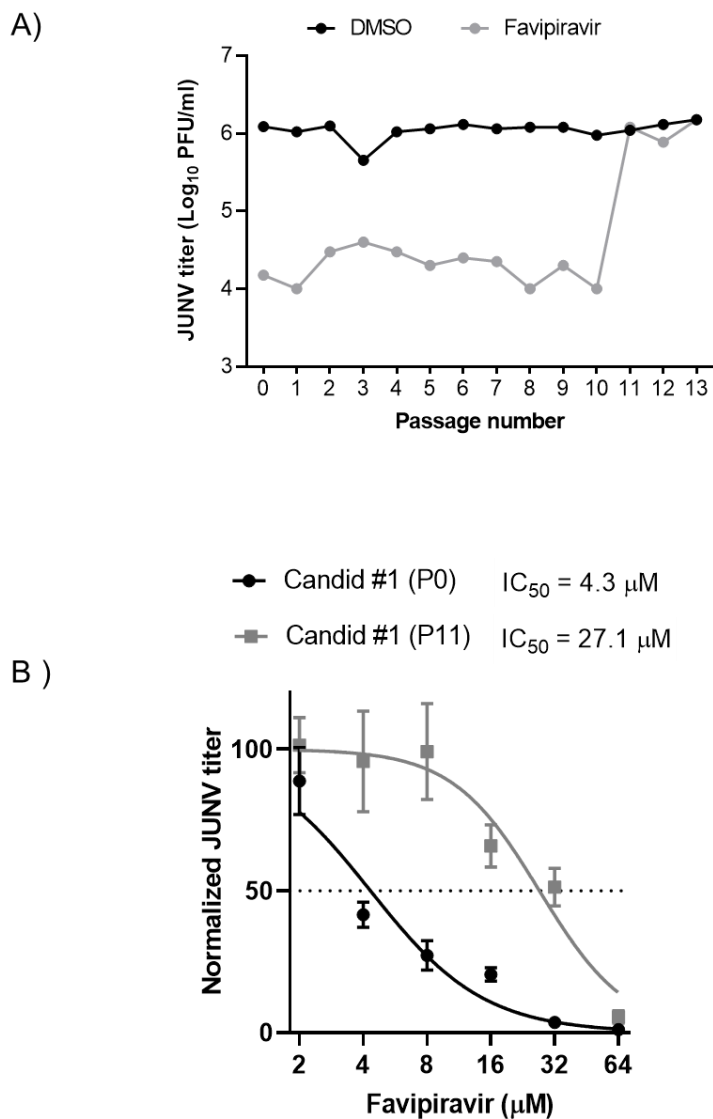 A)
DMSO Favipiravir
JUNV titer (Log₁₀ PFU/ml)
7
6
5
4
3
0 1 2 3 4 5 6 7 8 9 10 11 12 13
Passage number
Candid #1 (P0) IC₅₀ = 4.3 μM
Candid #1 (P11) IC₅₀ = 27.1 μM
B )
Normalized JUNV titer
100
50
0
2 4 8 16 32 64
Favipiravir (μM)